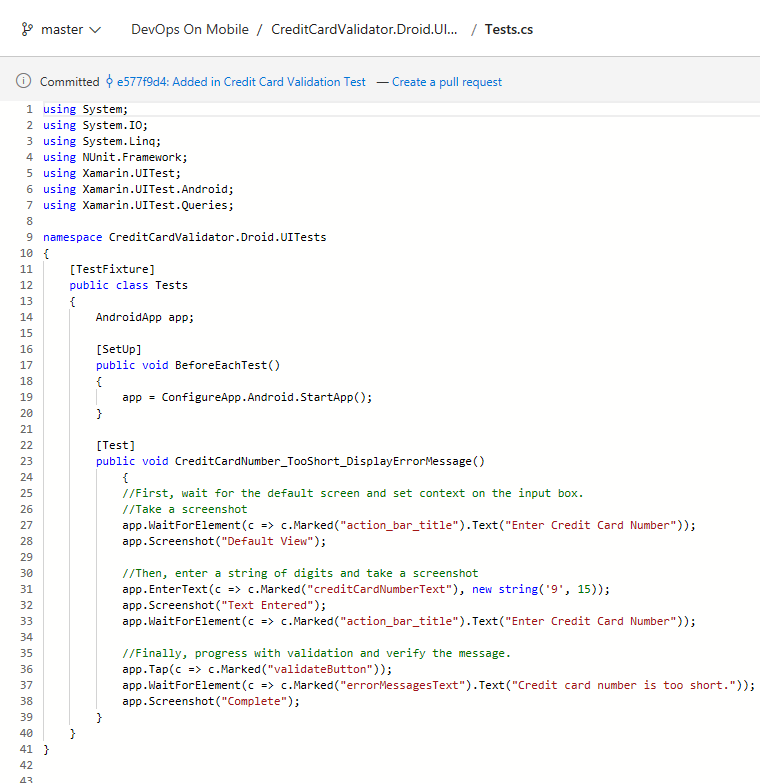 master DevOps On Mobile / CreditCardValidator.Droid.UI... / Tests.cs
Committed e577f9d4: Added in Credit Card Validation Test — Create a pull request
1 using System;
2 using System.IO;
3 using System.Linq;
4 using NUnit.Framework;
5 using Xamarin.UITest;
6 using Xamarin.UITest.Android;
7 using Xamarin.UITest.Queries;
8
9 namespace CreditCardValidator.Droid.UITests
10 {
11     [TestFixture]
12     public class Tests
13     {
14         AndroidApp app;
15
16         [SetUp]
17         public void BeforeEachTest()
18         {
19             app = ConfigureApp.Android.StartApp();
20         }
21
22         [Test]
23         public void CreditCardNumber_TooShort_DisplayErrorMessage()
24             {
25             //First, wait for the default screen and set context on the input box.
26             //Take a screenshot
27             app.WaitForElement(c => c.Marked("action_bar_title").Text("Enter Credit Card Number"));
28             app.Screenshot("Default View");
29
30             //Then, enter a string of digits and take a screenshot
31             app.EnterText(c => c.Marked("creditCardNumberText"), new string('9', 15));
32             app.Screenshot("Text Entered");
33             app.WaitForElement(c => c.Marked("action_bar_title").Text("Enter Credit Card Number"));
34
35             //Finally, progress with validation and verify the message.
36             app.Tap(c => c.Marked("validateButton"));
37             app.WaitForElement(c => c.Marked("errorMessagesText").Text("Credit card number is too short."));
38             app.Screenshot("Complete");
39         }
40     }
41 }
42
43